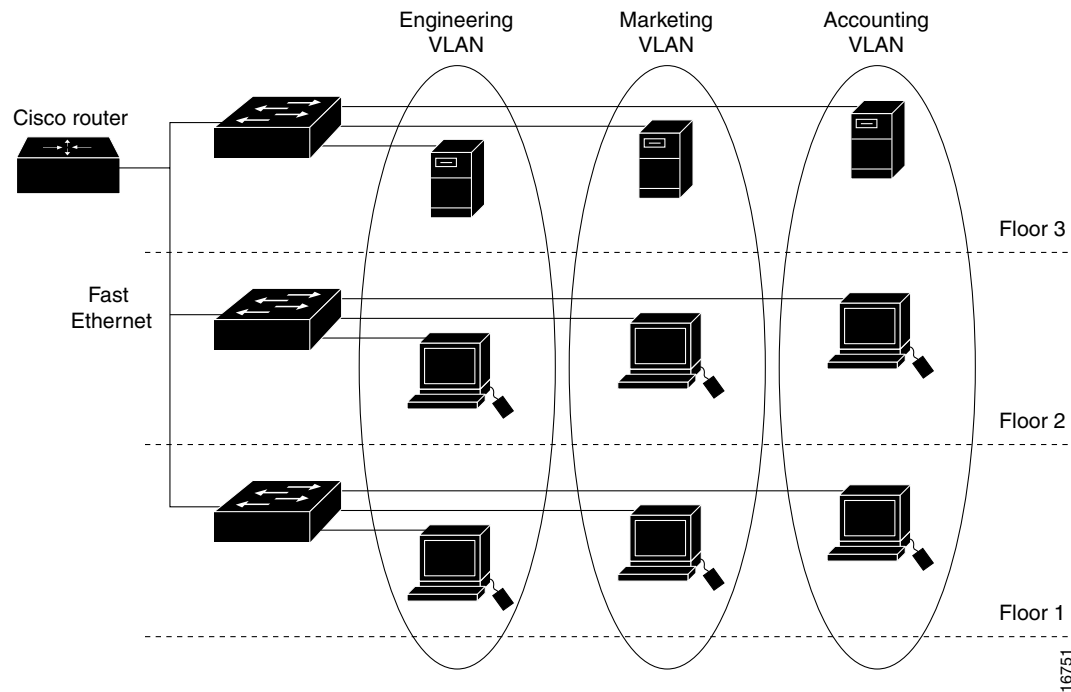 Engineering
VLAN
Marketing
VLAN
Accounting
VLAN
Cisco router
Floor 3
Fast
Ethernet
Floor 2
Floor 1
16751